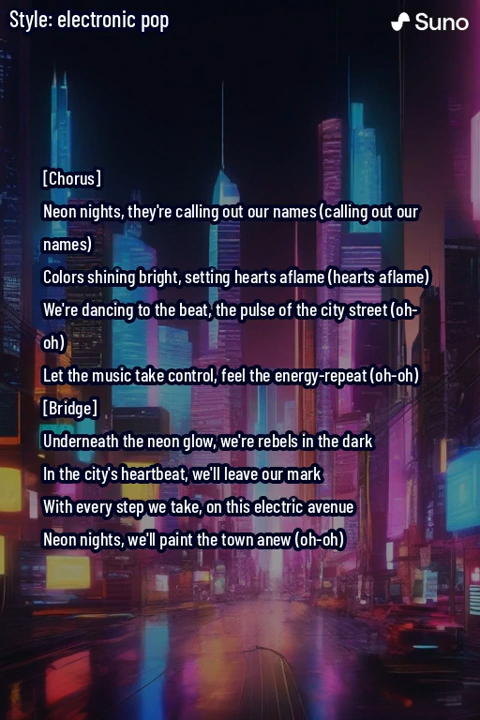 Style: electronic pop
Suno
[Chorus]
Neon nights, they're calling out our names (calling out our
names)
Colors shining bright, setting hearts aflame (hearts aflame)
We're dancing to the beat, the pulse of the city street (oh-
oh)
Let the music take control, feel the energy-repeat (oh-oh)
[Bridge]
Underneath the neon glow, we're rebels in the dark
In the city's heartbeat, we'll leave our mark
With every step we take, on this electric avenue
Neon nights, we'll paint the town anew (oh-oh)